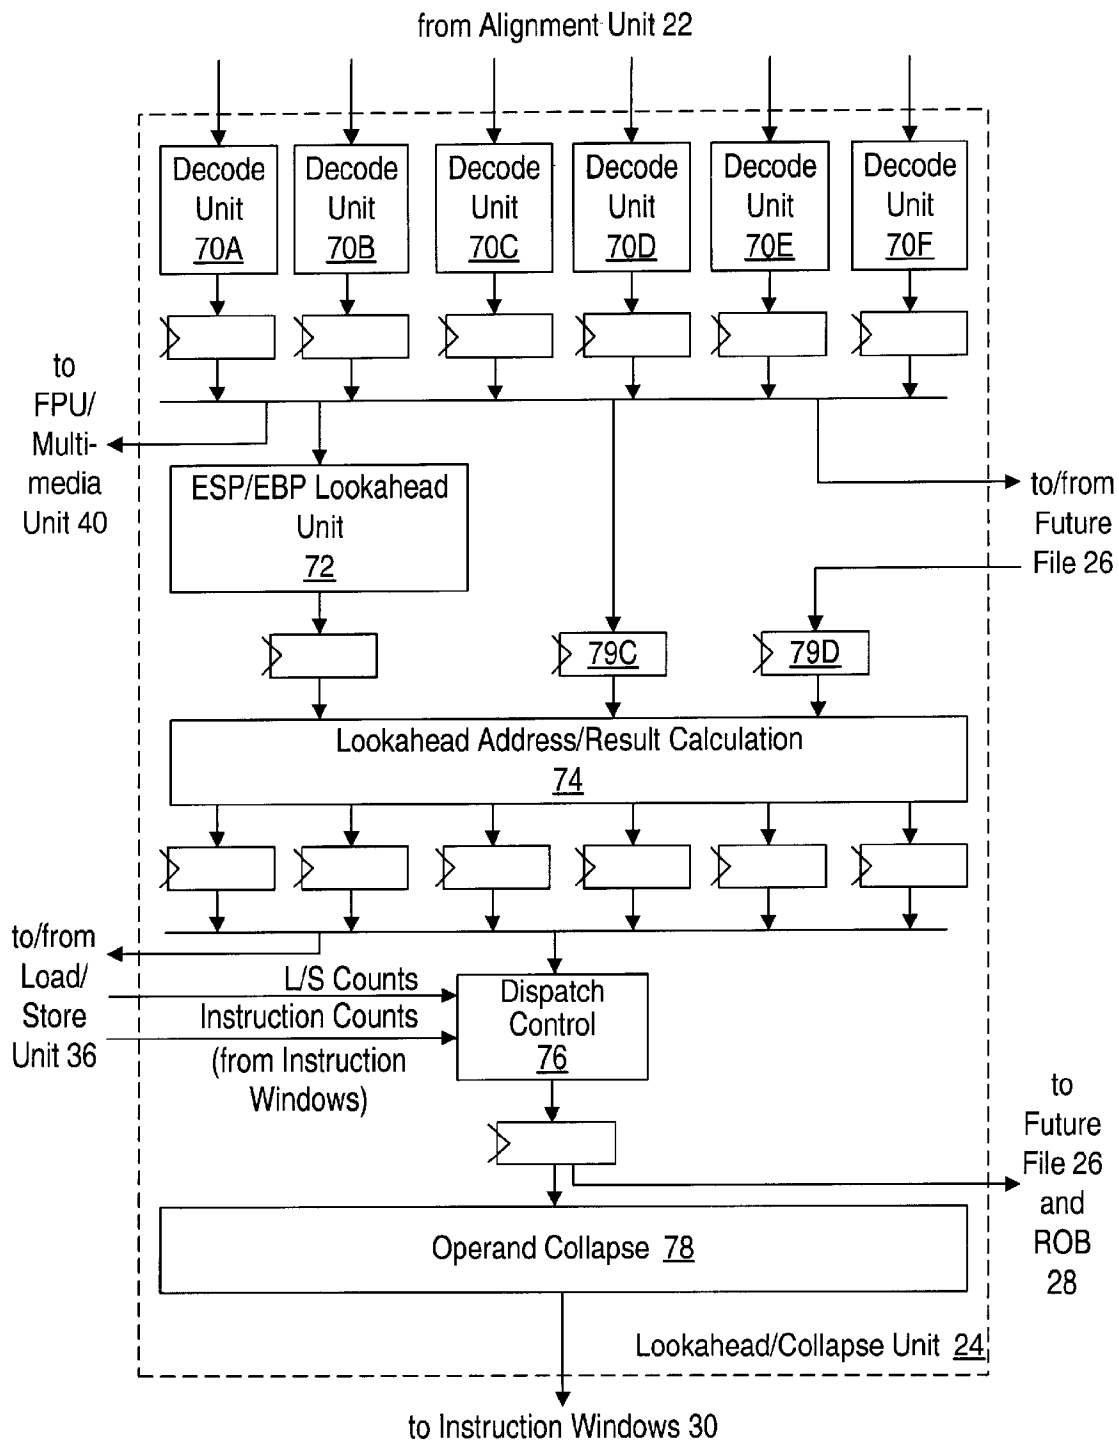 from Alignment Unit 22
Decode
Unit
70A
Decode
Unit
70B
Decode
Unit
70C
Decode
Unit
70D
Decode
Unit
70E
Decode
Unit
70F
to
FPU/
Multi-
media
Unit 40
ESP/EBP Lookahead
Unit
72
to/from
Future
File 26
79C
79D
Lookahead Address/Result Calculation
74
to/from
Load/
Store
Unit 36
L/S Counts
Instruction Counts
(from Instruction
Windows)
Dispatch
Control
76
to
Future
File 26
and
ROB
28
Operand Collapse 78
Lookahead/Collapse Unit 24
to Instruction Windows 30